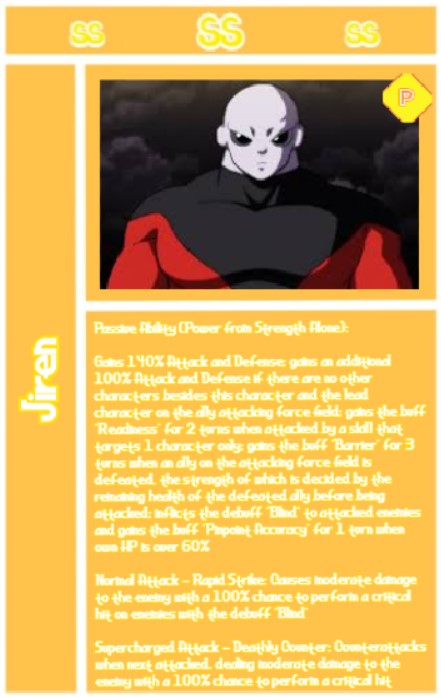 SS SS SS
P
Jiren
Passive Ability (Power from Strength Alone):
Gains 140% Attack and Defense; gains an additional
100% Attack and Defense if there are no other
characters besides this character and the lead
character on the ally attacking force field; gains the buff
"Readiness" for 2 turns when attacked by a skill that
targets 1 character only; gains the buff "Barrier" for 3
turns when an ally on the attacking force field is
defeated, the strength of which is decided by the
remaining health of the defeated ally before being
attacked; inflicts the debuff "Blind" to attacked enemies
and gains the buff "Pinpoint Accuracy" for 1 turn when
own HP is over 60%
Normal Attack - Rapid Strike: Causes moderate damage
to the enemy with a 100% chance to perform a critical
hit on enemies with the debuff "Blind"
Supercharged Attack - Deathly Counter: Counterattacks
when next attacked, dealing moderate damage to the
enemy with a 100% chance to perform a critical hit